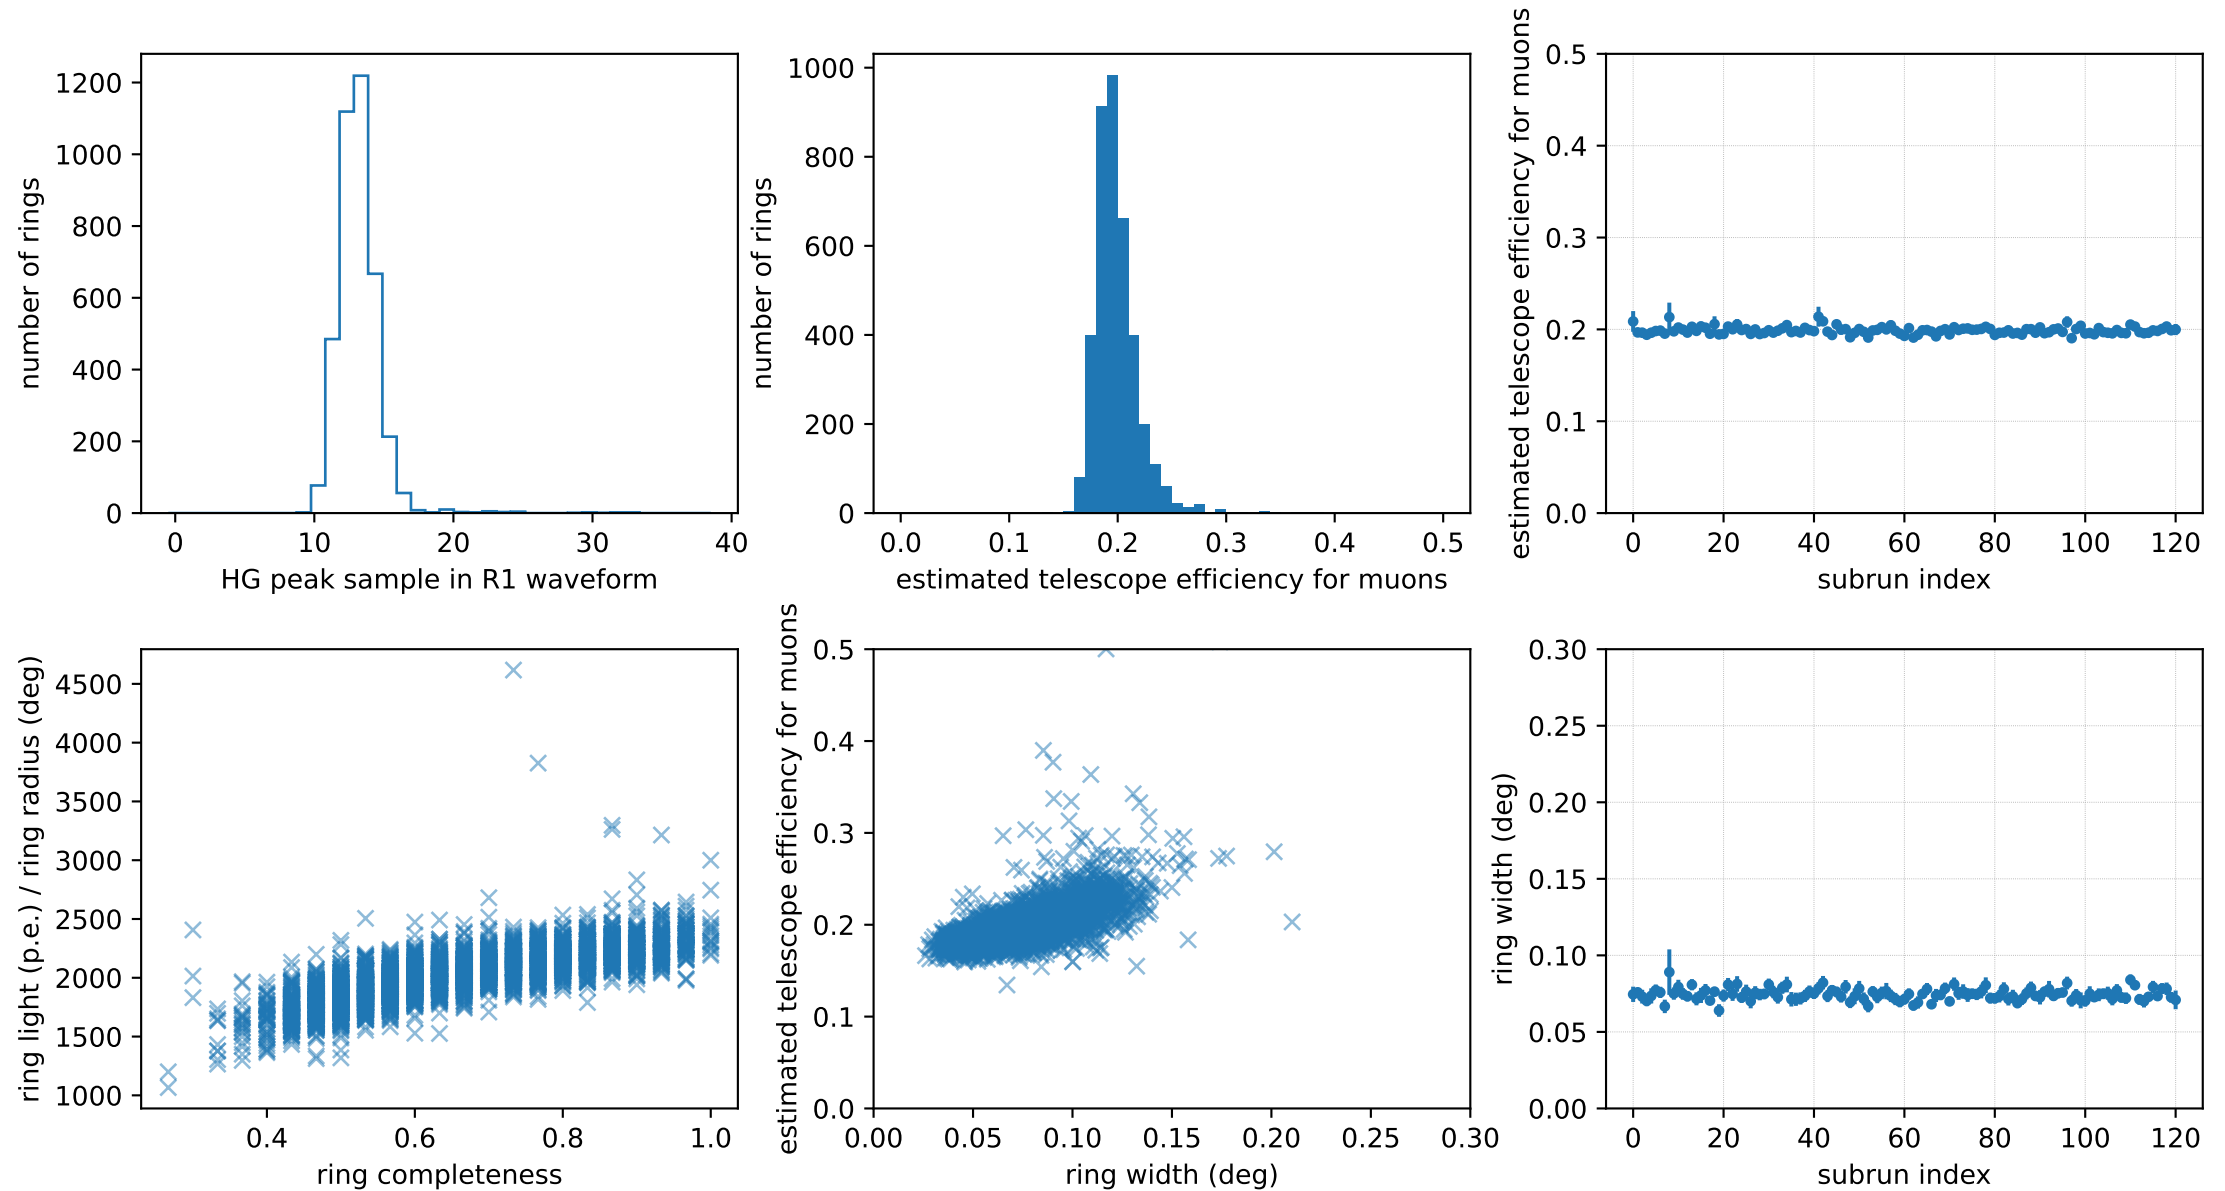 1200
1000
800
600
400
200
0
number of rings
0 10 20 30 40
HG peak sample in R1 waveform
1000
800
600
400
200
0
number of rings
0.0 0.1 0.2 0.3 0.4 0.5
estimated telescope efficiency for muons
0.5
0.4
0.3
0.2
0.1
0.0
estimated telescope efficiency for muons
0 20 40 60 80 100 120
subrun index
4500
4000
3500
3000
2500
2000
1500
1000
ring light (p.e.) / ring radius (deg)
0.4 0.6 0.8 1.0
ring completeness
0.5
0.4
0.3
0.2
0.1
0.0
estimated telescope efficiency for muons
0.00 0.05 0.10 0.15 0.20 0.25 0.30
ring width (deg)
0.30
0.25
0.20
0.15
0.10
0.05
0.00
ring width (deg)
0 20 40 60 80 100 120
subrun index